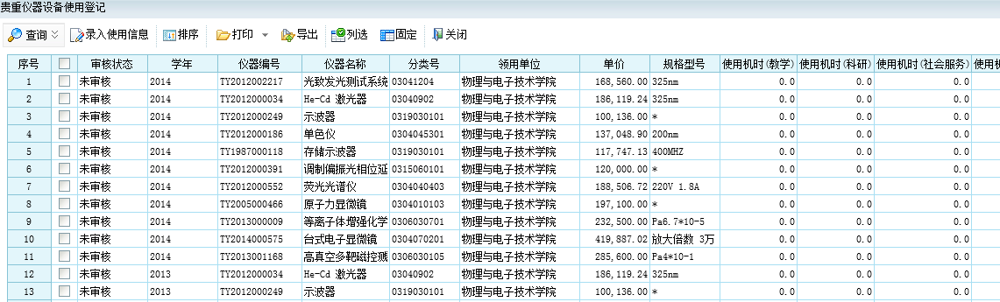 贵重仪器设备使用登记
查询 录入使用信息 排序 打印 导出 列选 固定 关闭
序号 审核状态 学年 仪器编号 仪器名称 分类号 领用单位 单价 规格型号 使用机时(教学) 使用机时(科研) 使用机时(社会服务) 使用机
1 未审核 2014 TY2012002217 光致发光测试系统 03041204 物理与电子技术学院 168,560.00 325nm 0.0 0.0 0.0
2 未审核 2014 TY2012000034 He-Cd 激光器 03040902 物理与电子技术学院 186,119.24 325nm 0.0 0.0 0.0
3 未审核 2014 TY2012000249 示波器 0319030101 物理与电子技术学院 100,136.00 * 0.0 0.0 0.0
4 未审核 2014 TY2012000186 单色仪 0304045301 物理与电子技术学院 137,048.90 200nm 0.0 0.0 0.0
5 未审核 2014 TY1987000118 存储示波器 0319030101 物理与电子技术学院 117,747.13 400MHZ 0.0 0.0 0.0
6 未审核 2014 TY2012000391 调制偏振光相位延 0315060101 物理与电子技术学院 120,000.00 * 0.0 0.0 0.0
7 未审核 2014 TY2012000552 荧光光谱仪 0304040403 物理与电子技术学院 188,506.72 220V 1.8A 0.0 0.0 0.0
8 未审核 2014 TY2005000466 原子力显微镜 0304010103 物理与电子技术学院 197,100.00 * 0.0 0.0 0.0
9 未审核 2014 TY2013000009 等离子体增强化学 0306030701 物理与电子技术学院 232,500.00 Pa6.7*10-5 0.0 0.0 0.0
10 未审核 2014 TY2014000575 台式电子显微镜 0304070201 物理与电子技术学院 419,887.02 放大倍数 3万 0.0 0.0 0.0
11 未审核 2014 TY2013001168 高真空多靶磁控溅 0306030105 物理与电子技术学院 285,600.00 Pa4*10-1 0.0 0.0 0.0
12 未审核 2013 TY2012000034 He-Cd 激光器 03040902 物理与电子技术学院 186,119.24 325nm 0.0 0.0 0.0
13 未审核 2013 TY2012000249 示波器 0319030101 物理与电子技术学院 100,136.00 * 0.0 0.0 0.0